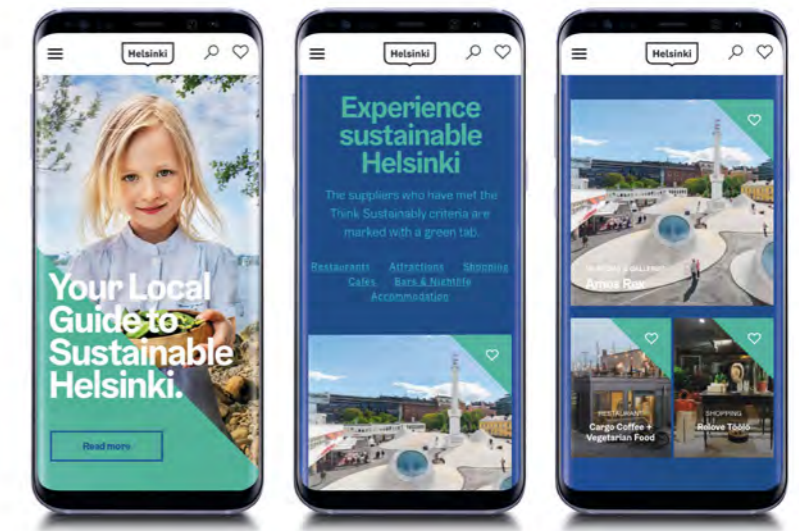 Helsinki
Your Local
Guide to
Sustainable
Helsinki.
Read more
Helsinki
Experience
sustainable
Helsinki
The suppliers who have met the
Think Sustainably criteria are
marked with a green tab.
Restaurants Attractions Shopping
Cafes Bars & Nightlife
Accommodation
Helsinki
MUSEUMS & GALLERIES
Amos Rex
RESTAURANTS
Cargo Coffee +
Vegetarian Food
SHOPPING
Relove Töölö